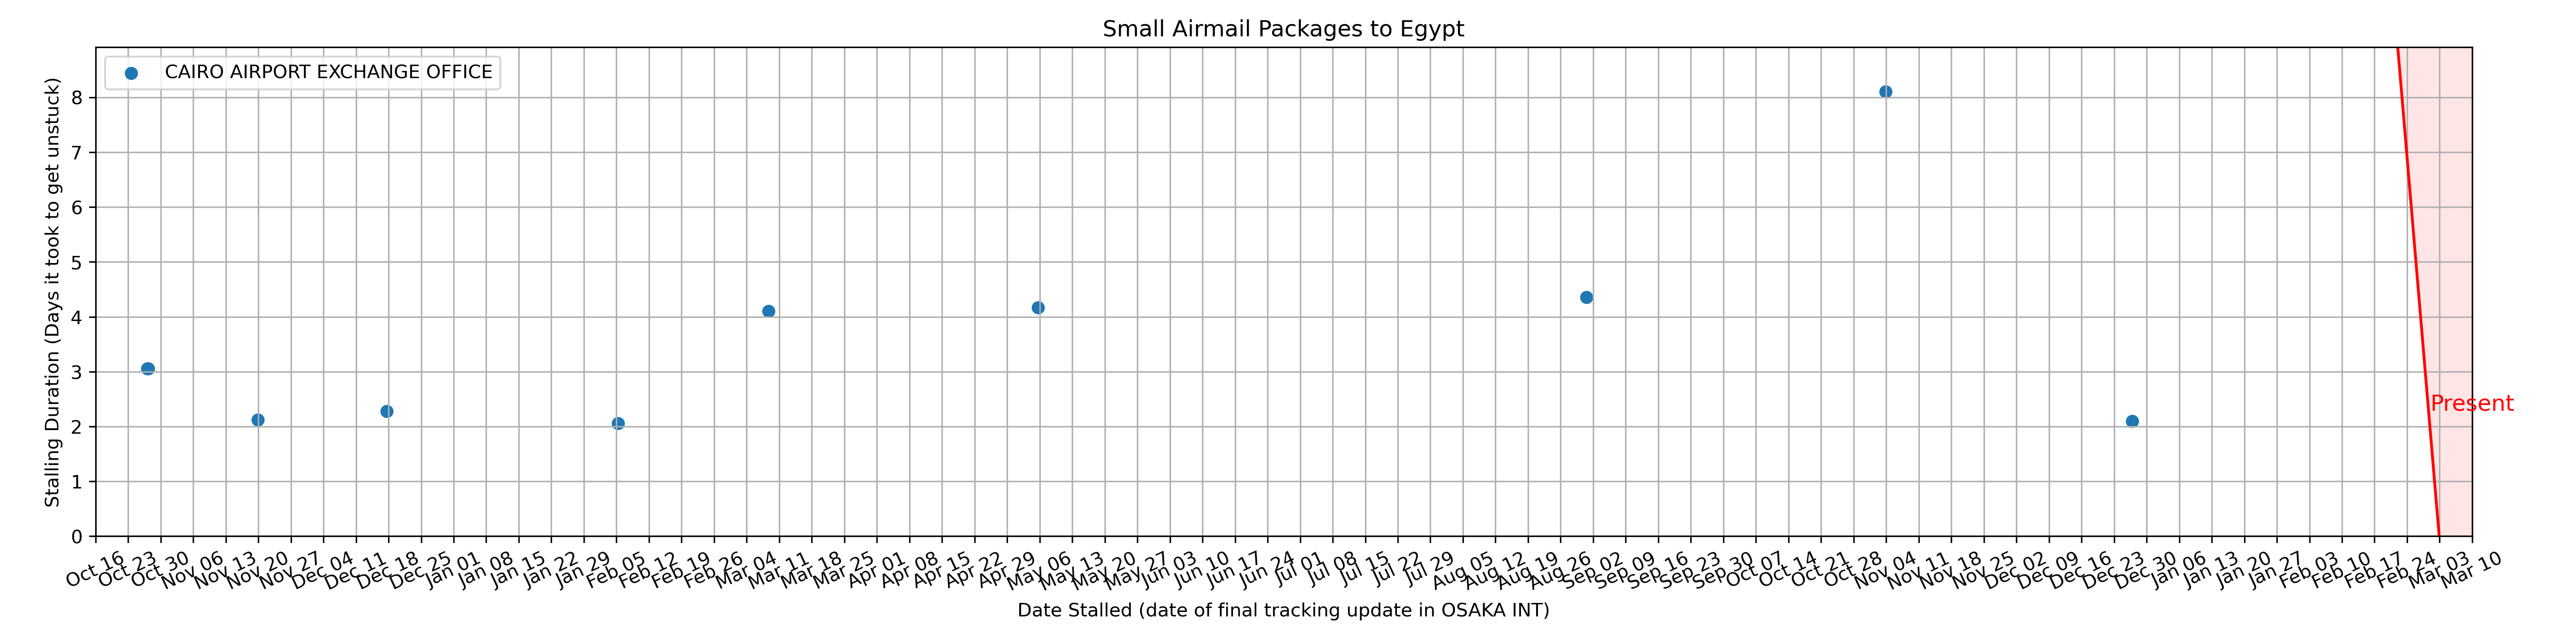 Small Airmail Packages to Egypt
CAIRO AIRPORT EXCHANGE OFFICE
Stalling Duration (Days it took to get unstuck)
8
7
6
5
4
3
2
1
0
Present
Oct 16 Oct 23 Oct 30 Nov 06 Nov 13 Nov 20 Nov 27 Dec 04 Dec 11 Dec 18 Dec 25 Jan 01 Jan 08 Jan 15 Jan 22 Jan 29 Feb 05 Feb 12 Feb 19 Feb 26 Mar 04 Mar 11 Mar 18 Mar 25 Apr 01 Apr 08 Apr 15 Apr 22 Apr 29 May 06 May 13 May 20 May 27 Jun 03 Jun 10 Jun 17 Jun 24 Jul 01 Jul 08 Jul 15 Jul 22 Jul 29 Aug 05 Aug 12 Aug 19 Aug 26 Sep 02 Sep 09 Sep 16 Sep 23 Sep 30 Oct 07 Oct 14 Oct 21 Oct 28 Nov 04 Nov 11 Nov 18 Nov 25 Dec 02 Dec 09 Dec 16 Dec 23 Dec 30 Jan 06 Jan 13 Jan 20 Jan 27 Feb 03 Feb 10 Feb 17 Feb 24 Mar 03 Mar 10
Date Stalled (date of final tracking update in OSAKA INT)